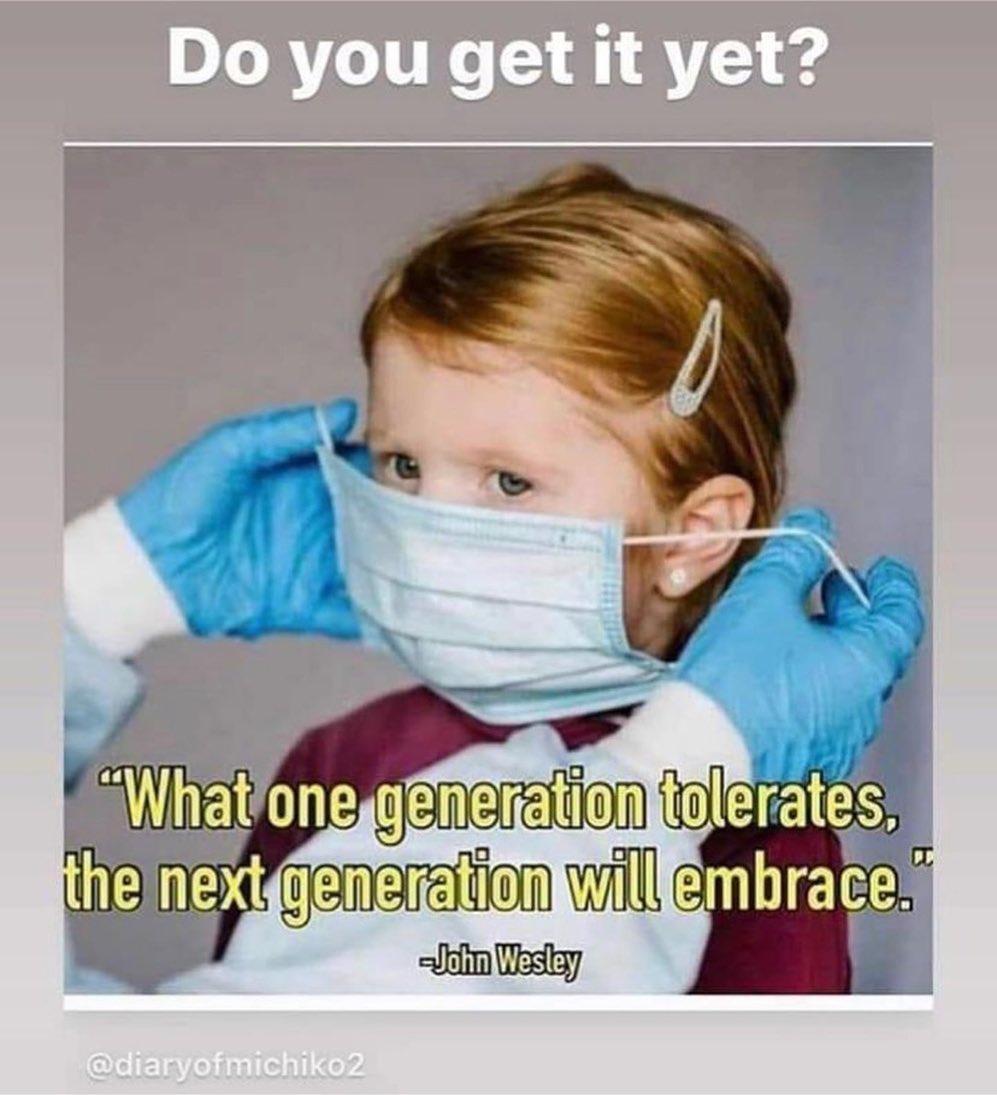 Do you get it yet?
“What one generation tolerates,
the next generation will embrace.”
-John Wesley
@diaryofmichiko2